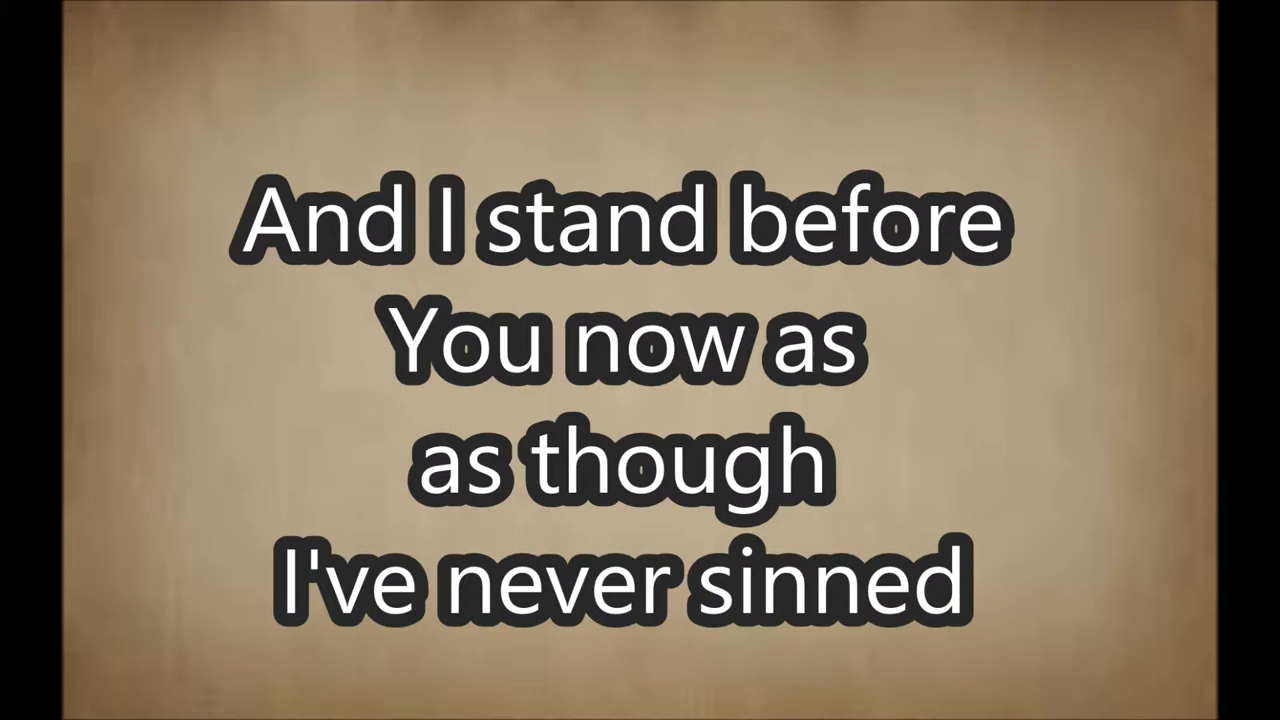 And I stand before
You now as
as though
I've never sinned